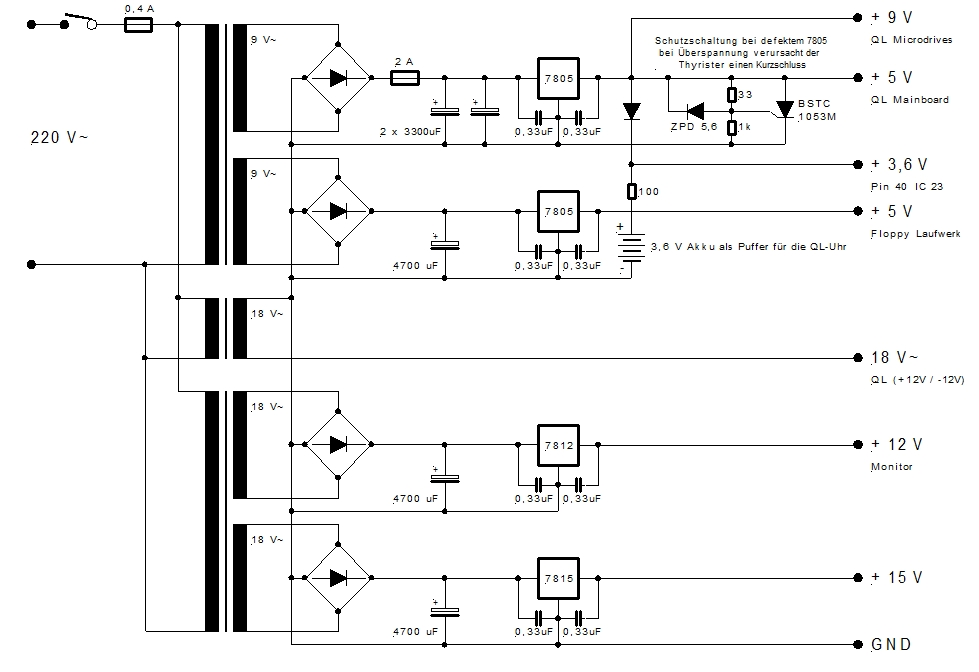 0,4 A
+ 9 V
QL Microdrives
9 V~
Schutzschaltung bei defektem 7805
bei Überspannung verursacht der
Thyrister einen Kurzschluss
2 A
7805
+ 5 V
QL Mainboard
33
BSTC
1053M
+
+
2 x 3300uF
0,33uF
0,33uF
ZPD 5,6
1k
220 V~
9 V~
+ 3,6 V
Pin 40 IC 23
100
7805
+ 5 V
Floppy Laufwerk
+
+
3,6 V Akku als Puffer für die QL-Uhr
-
4700 uF
0,33uF
0,33uF
18 V~
18 V~
QL (+12V / -12V)
18 V~
7812
+ 12 V
Monitor
+
4700 uF
0,33uF
0,33uF
18 V~
7815
+ 15 V
+
4700 uF
0,33uF
0,33uF
GND